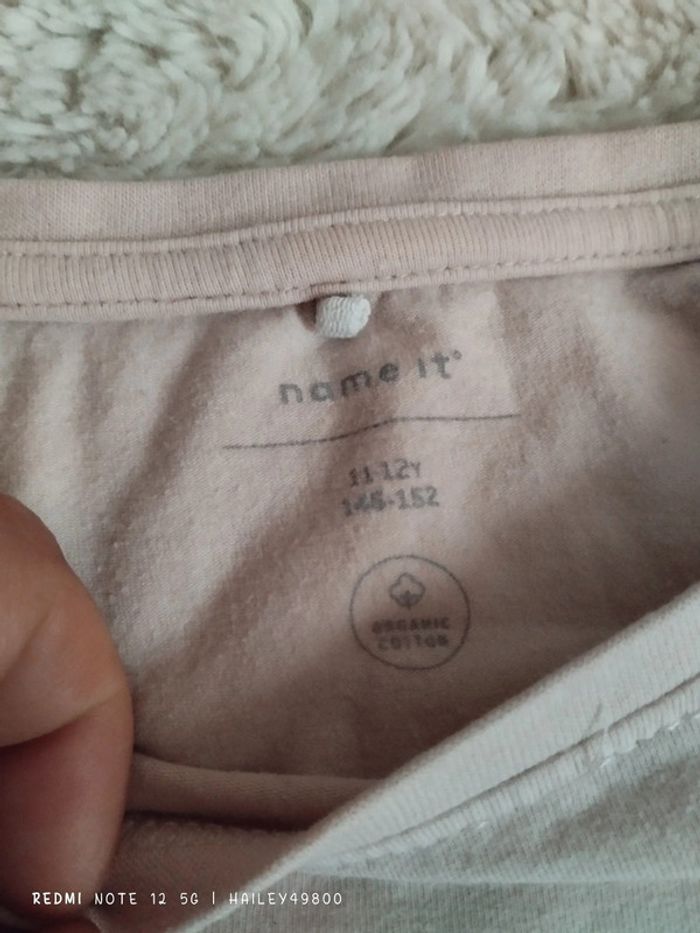 name it®
11-12Y
146-152
ORGANIC
COTTON
REDMI NOTE 12 5G | HAILEY49800